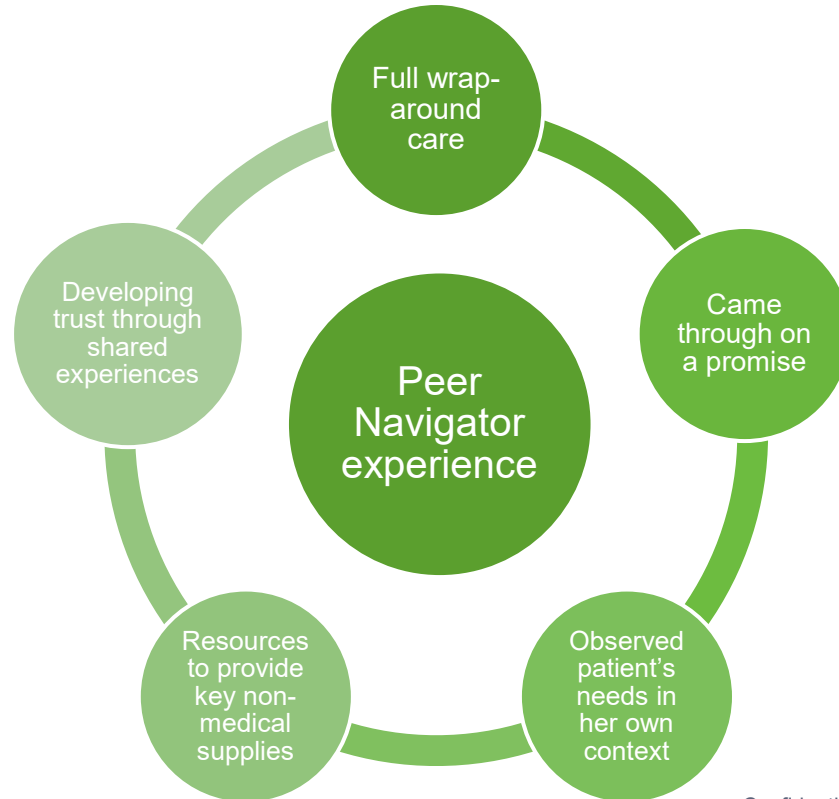 Full wrap-
around
care
Came
through on
a promise
Observed
patient’s
needs in
her own
context
Resources
to provide
key non-
medical
supplies
Developing
trust through
shared
experiences
Peer
Navigator
experience